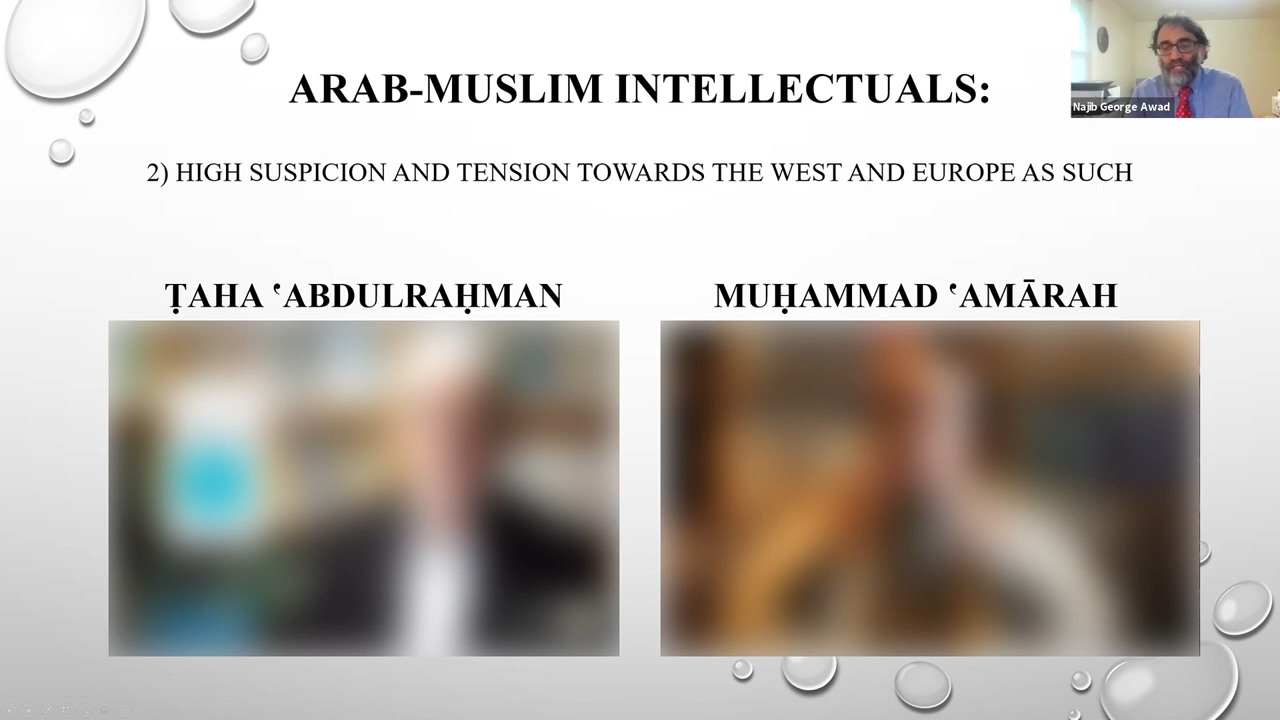 ARAB-MUSLIM INTELLECTUALS:
Najib George Awad
2) HIGH SUSPICION AND TENSION TOWARDS THE WEST AND EUROPE AS SUCH
ṬAHA ʿABDULRAḤMAN
MUḤAMMAD ʿAMĀRAH